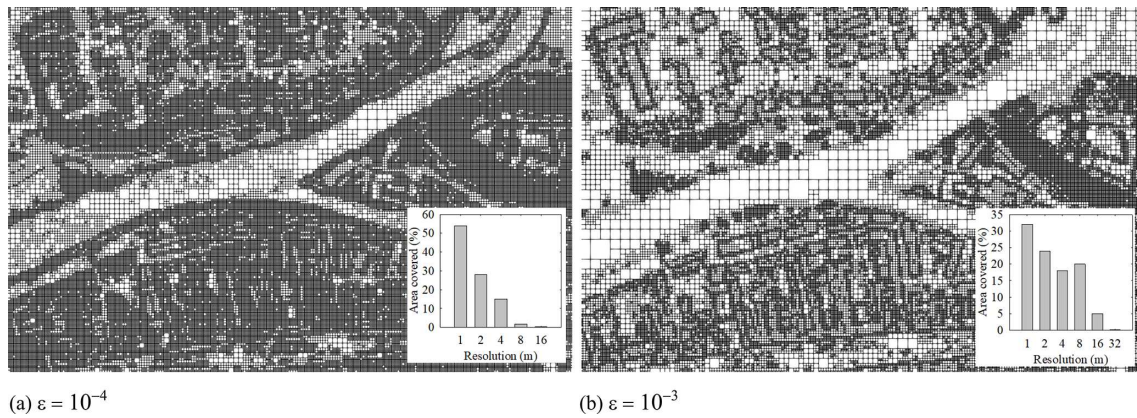 60
50
40
30
20
10
0
Area covered (%)
1 2 4 8 16
Resolution (m)
35
30
25
20
15
10
5
0
Area covered (%)
1 2 4 8 16 32
Resolution (m)
(a) ε = 10⁻⁴
(b) ε = 10⁻³